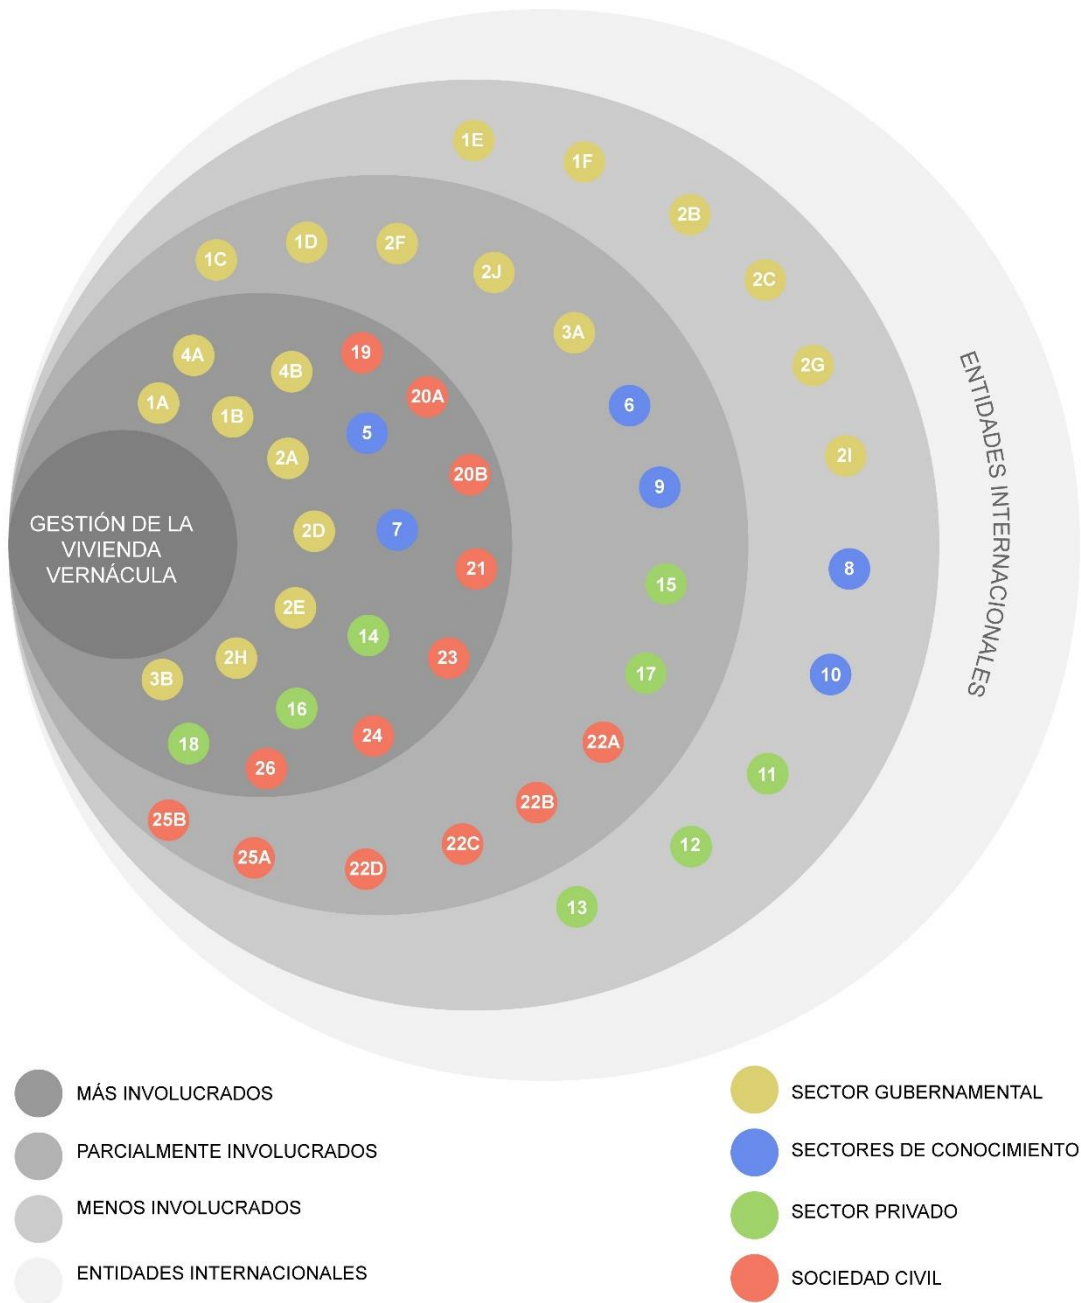 1E
1F
2B
1C
1D
2F
2J
2C
3A
2G
4A
4B
19
20A
1A
1B
5
6
2A
20B
9
2I
ENTIDADES INTERNACIONALES
GESTIÓN DE LA
VIVIENDA
VERNÁCULA
2D
7
21
15
8
2E
14
23
17
10
3B
2H
16
24
22A
18
26
11
25B
22B
12
25A
22D
22C
13
MÁS INVOLUCRADOS
PARCIALMENTE INVOLUCRADOS
MENOS INVOLUCRADOS
ENTIDADES INTERNACIONALES
SECTOR GUBERNAMENTAL
SECTORES DE CONOCIMIENTO
SECTOR PRIVADO
SOCIEDAD CIVIL